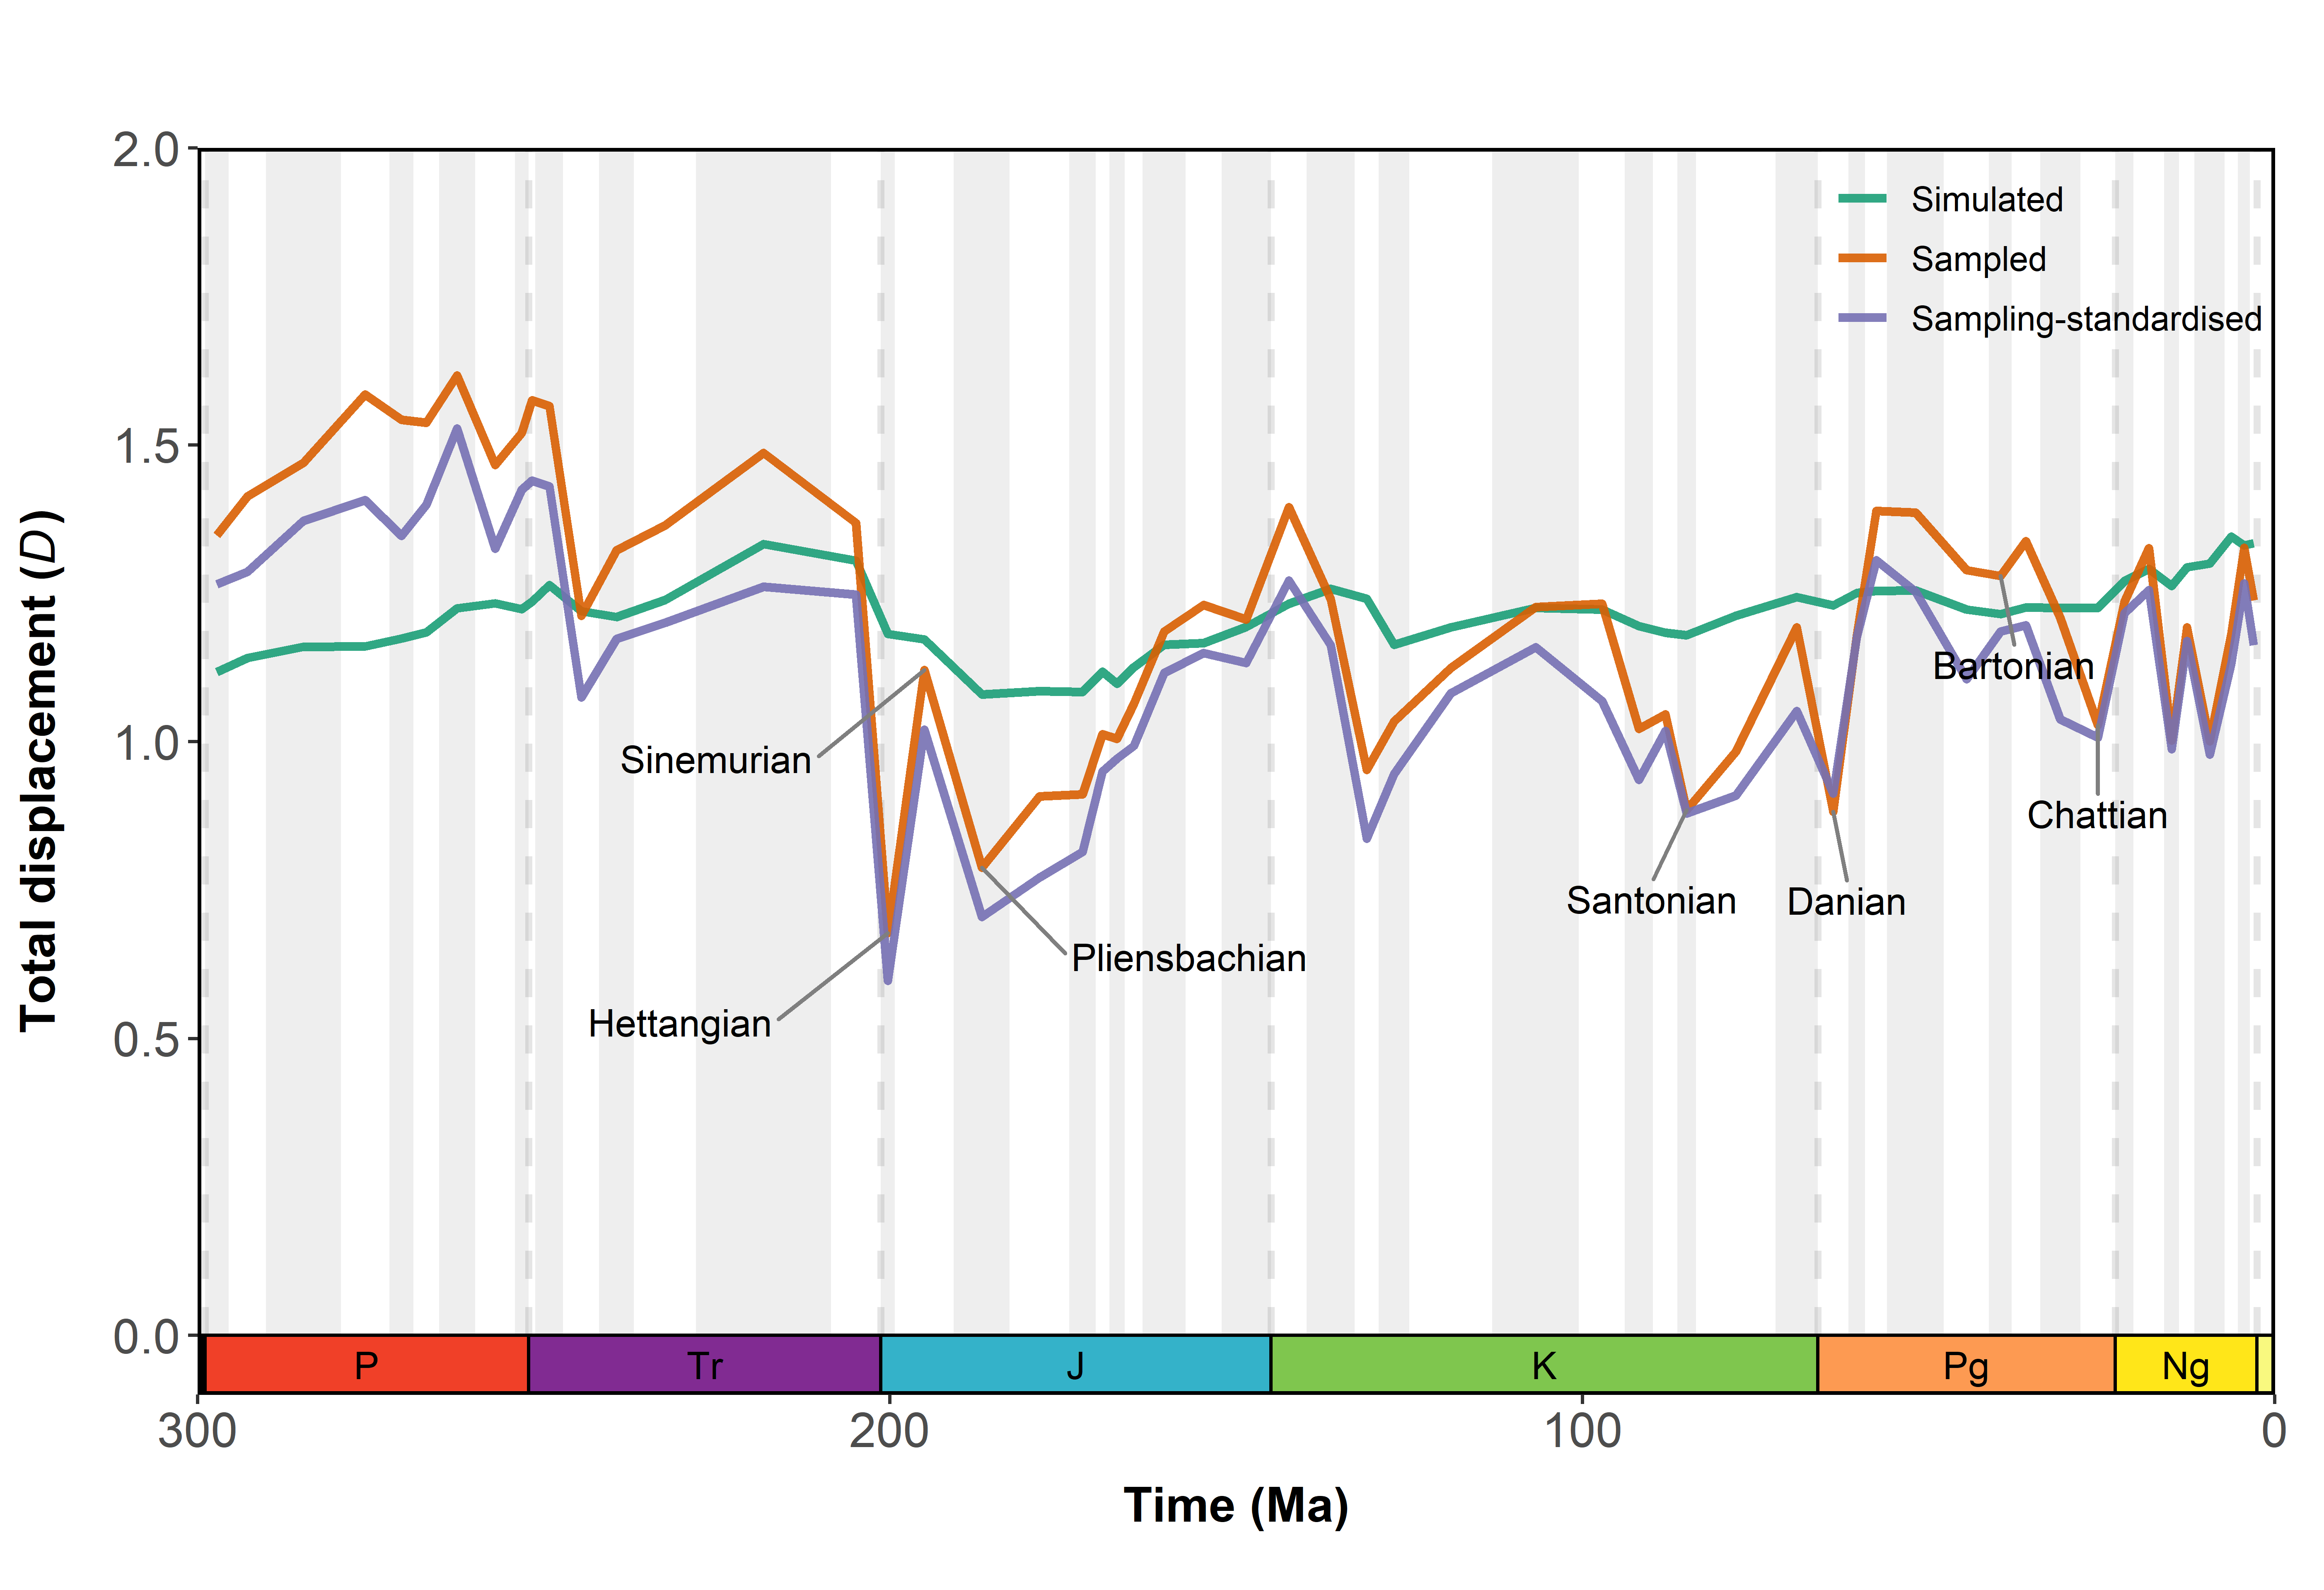 2.0
1.5
1.0
0.5
0.0
Total displacement (D)
Simulated
Sampled
Sampling-standardised
Sinemurian
Hettangian
Pliensbachian
Santonian
Danian
Bartonian
Chattian
P
Tr
J
K
Pg
Ng
300
200
100
0
Time (Ma)